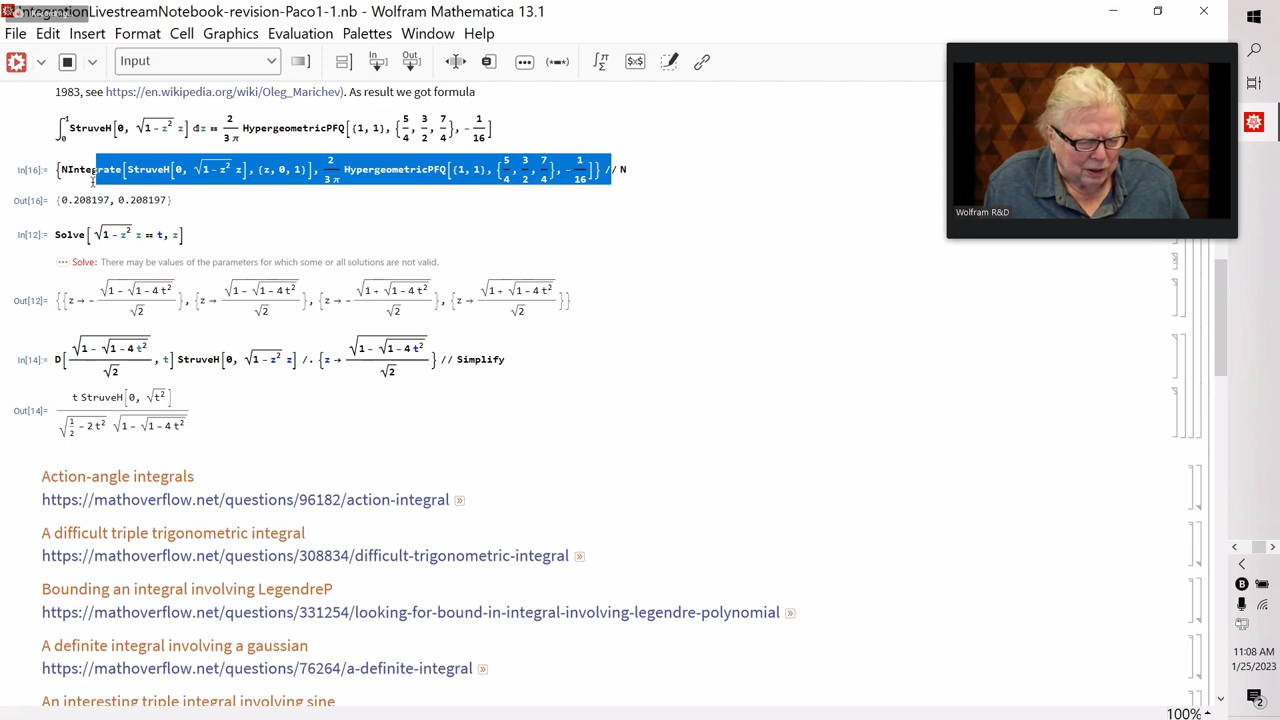 IntegrationLivestreamNotebook-revision-Paco1-1.nb - Wolfram Mathematica 13.1
File Edit Insert Format Cell Graphics Evaluation Palettes Window Help
Input
In Out
1983, see https://en.wikipedia.org/wiki/Oleg_Marichev). As result we got formula
∫₀¹ StruveH[0, √(1-z²) z] ⅆz == 2/(3 π) HypergeometricPFQ[{1, 1}, {5/4, 3/2, 7/4}, -1/16]
In[16]:= {NIntegrate[StruveH[0, √(1-z²) z], {z, 0, 1}], 2/(3 π) HypergeometricPFQ[{1, 1}, {5/4, 3/2, 7/4}, -1/16]} // N
Out[16]= {0.208197, 0.208197}
In[12]:= Solve[√(1-z²) z == t, z]
Solve: There may be values of the parameters for which some or all solutions are not valid.
Out[12]= {{z → -√(1-√(1-4 t²))/√2}, {z → √(1-√(1-4 t²))/√2}, {z → -√(1+√(1-4 t²))/√2}, {z → √(1+√(1-4 t²))/√2}}
In[14]:= D[√(1-√(1-4 t²))/√2, t] StruveH[0, √(1-z²) z] /. {z → √(1-√(1-4 t²))/√2} // Simplify
Out[14]= t StruveH[0, √(t²)]/(√(1/2-2 t²) √(1-√(1-4 t²)))
Action-angle integrals
https://mathoverflow.net/questions/96182/action-integral
A difficult triple trigonometric integral
https://mathoverflow.net/questions/308834/difficult-trigonometric-integral
Bounding an integral involving LegendreP
https://mathoverflow.net/questions/331254/looking-for-bound-in-integral-involving-legendre-polynomial
A definite integral involving a gaussian
https://mathoverflow.net/questions/76264/a-definite-integral
An interesting triple integral involving sine
100%
Wolfram R&D
11:08 AM
1/25/2023
2